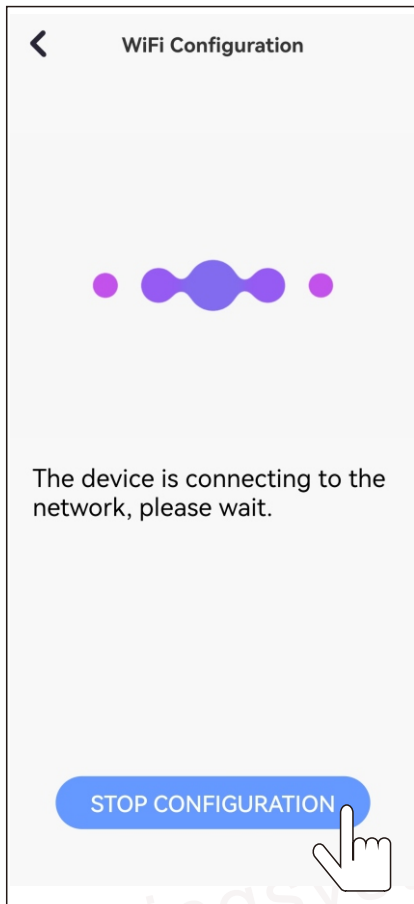 WiFi Configuration
The device is connecting to the
network, please wait.
STOP CONFIGURATION